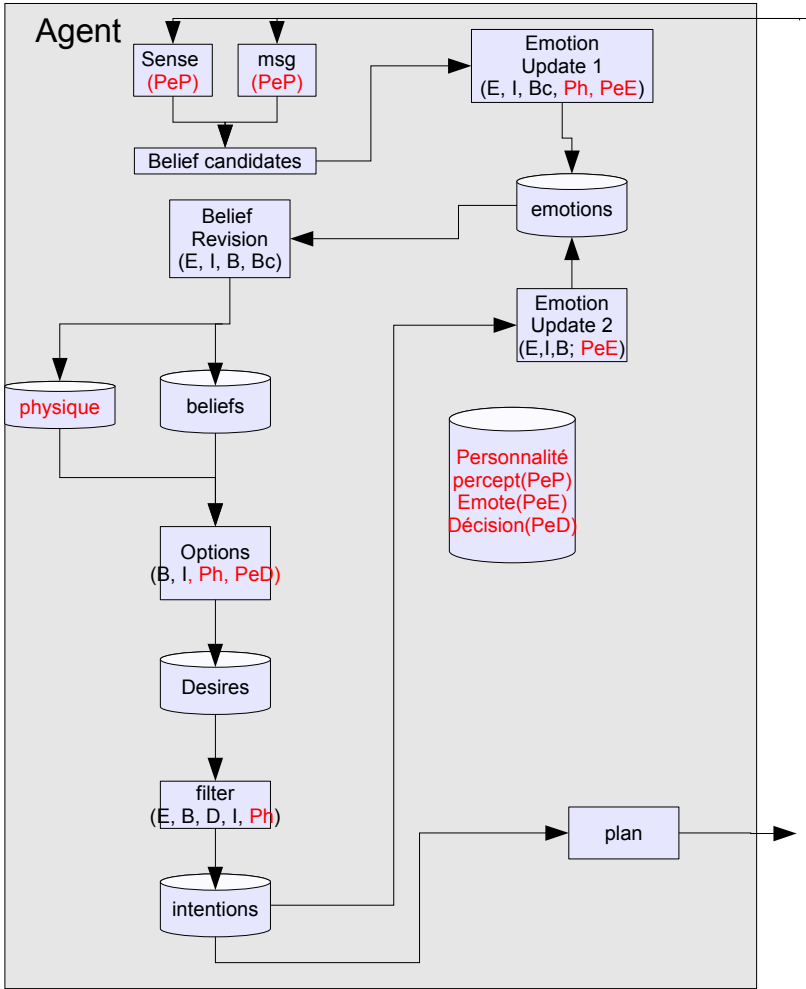 Agent
Sense
(PeP)
msg
(PeP)
Emotion
Update 1
(E, I, Bc, Ph, PeE)
Belief candidates
emotions
Belief
Revision
(E, I, B, Bc)
Emotion
Update 2
(E,I,B; PeE)
physique
beliefs
Personnalité
percept(PeP)
Emote(PeE)
Décision(PeD)
Options
(B, I, Ph, PeD)
Desires
filter
(E, B, D, I, Ph)
plan
intentions